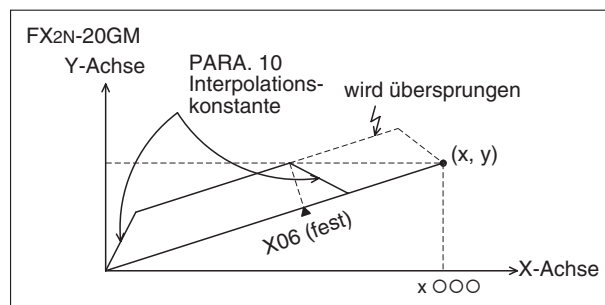 FX2N-20GM
Y-Achse
PARA. 10
Interpolations-
konstante
wird übersprungen
(x, y)
X06 (fest)
X-Achse
x ○○○